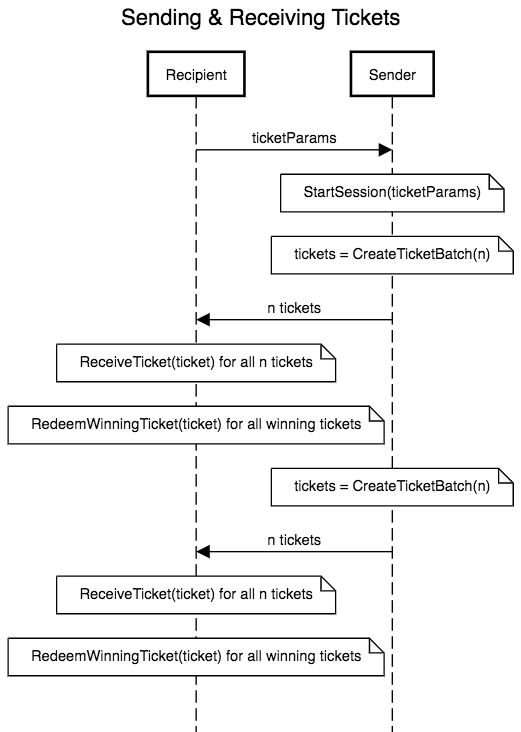 Sending & Receiving Tickets
Recipient
Sender
ticketParams
StartSession(ticketParams)
tickets = CreateTicketBatch(n)
n tickets
ReceiveTicket(ticket) for all n tickets
RedeemWinningTicket(ticket) for all winning tickets
tickets = CreateTicketBatch(n)
n tickets
ReceiveTicket(ticket) for all n tickets
RedeemWinningTicket(ticket) for all winning tickets